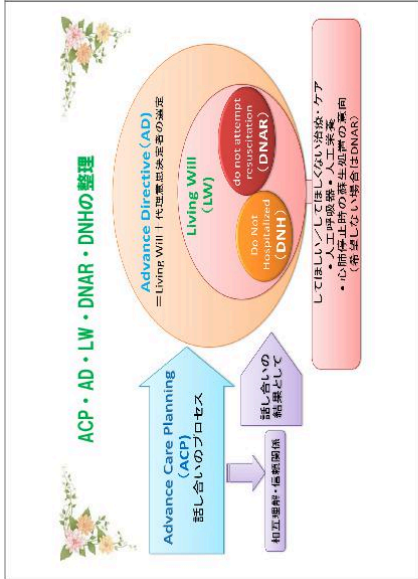 ACP・AD・LW・DNAR・DNHの整理
Advance Care Planning
(ACP)
話し合いのプロセス
相互理解・信頼関係
話し合いの
結果として
Advance Directive(AD)
＝Living Will＋代理意思決定者の選定
Living Will
(LW)
Do Not
Hospitalized
(DNH)
do not attempt
resuscitation
(DNAR)
してほしい/してほしくない治療・ケア
・人工呼吸器・人工栄養
・心肺停止時の蘇生処置の意向
(希望しない場合はDNAR)